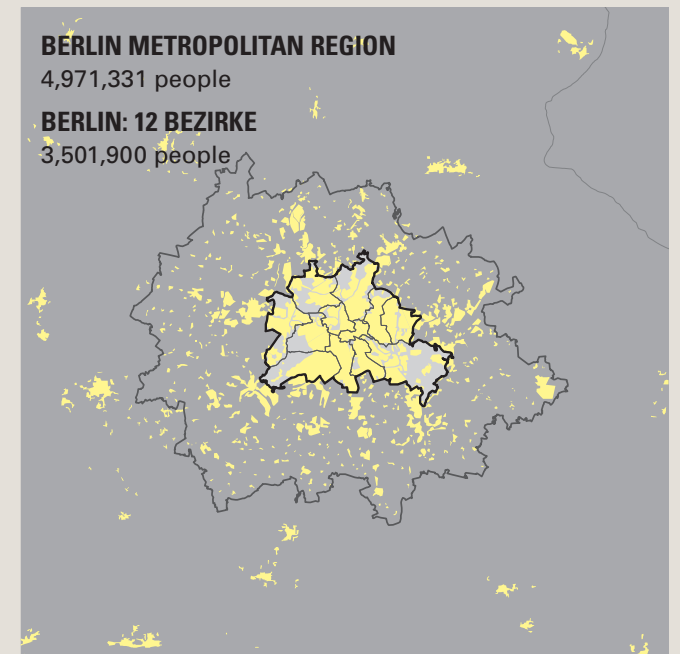 BERLIN METROPOLITAN REGION
4,971,331 people
BERLIN: 12 BEZIRKE
3,501,900 people